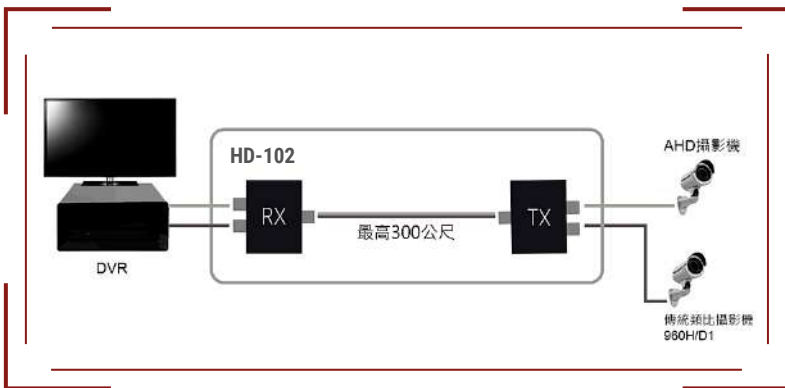 HD-102
AHD攝影機
RX
TX
最高300公尺
DVR
傳統類比攝影機
960H/D1